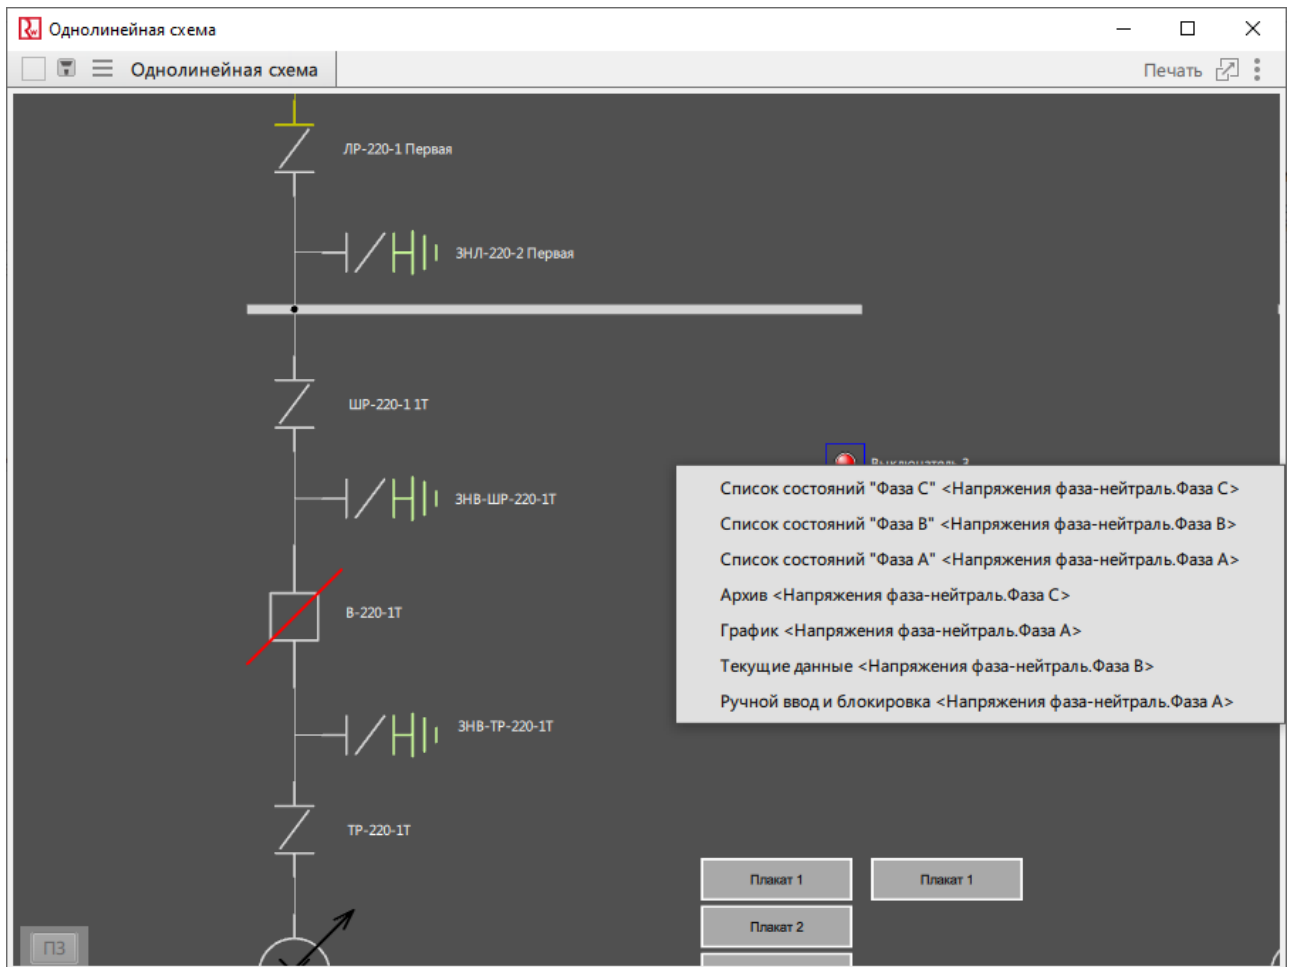 Однолинейная схема
Однолинейная схема
Печать
ЛР-220-1 Первая
ЗНЛ-220-2 Первая
ШР-220-1 1Т
Выключатель 3
ЗНВ-ШР-220-1Т
Список состояний "Фаза C" <Напряжения фаза-нейтраль.Фаза C>
Список состояний "Фаза B" <Напряжения фаза-нейтраль.Фаза B>
Список состояний "Фаза A" <Напряжения фаза-нейтраль.Фаза A>
Архив <Напряжения фаза-нейтраль.Фаза C>
График <Напряжения фаза-нейтраль.Фаза A>
Текущие данные <Напряжения фаза-нейтраль.Фаза B>
Ручной ввод и блокировка <Напряжения фаза-нейтраль.Фаза A>
В-220-1Т
ЗНВ-ТР-220-1Т
ТР-220-1Т
Плакат 1
Плакат 1
Плакат 2
ПЗ